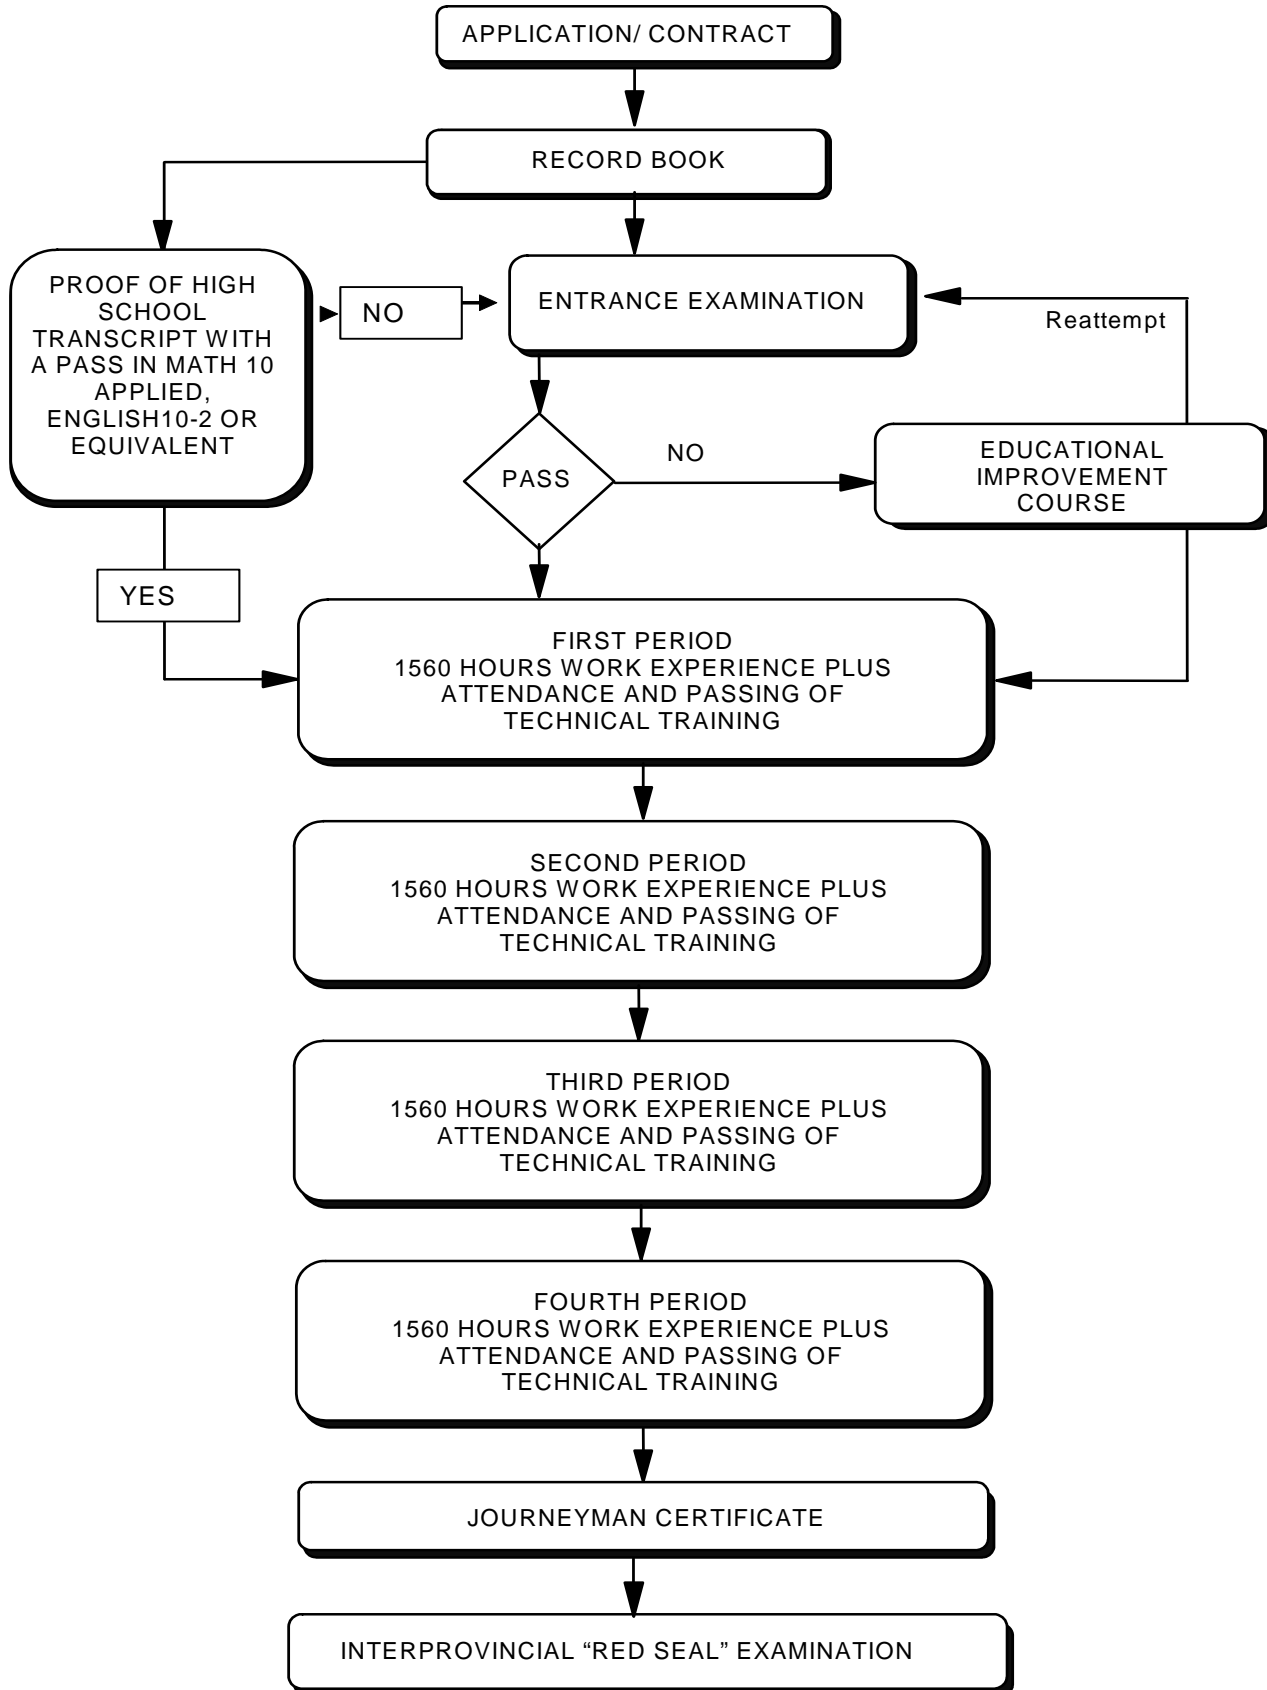 APPLICATION/ CONTRACT
RECORD BOOK
PROOF OF HIGH
SCHOOL
TRANSCRIPT WITH
A PASS IN MATH 10
APPLIED,
ENGLISH10-2 OR
EQUIVALENT
NO
ENTRANCE EXAMINATION
Reattempt
PASS
NO
EDUCATIONAL
IMPROVEMENT
COURSE
YES
FIRST PERIOD
1560 HOURS WORK EXPERIENCE PLUS
ATTENDANCE AND PASSING OF
TECHNICAL TRAINING
SECOND PERIOD
1560 HOURS WORK EXPERIENCE PLUS
ATTENDANCE AND PASSING OF
TECHNICAL TRAINING
THIRD PERIOD
1560 HOURS WORK EXPERIENCE PLUS
ATTENDANCE AND PASSING OF
TECHNICAL TRAINING
FOURTH PERIOD
1560 HOURS WORK EXPERIENCE PLUS
ATTENDANCE AND PASSING OF
TECHNICAL TRAINING
JOURNEYMAN CERTIFICATE
INTERPROVINCIAL “RED SEAL” EXAMINATION